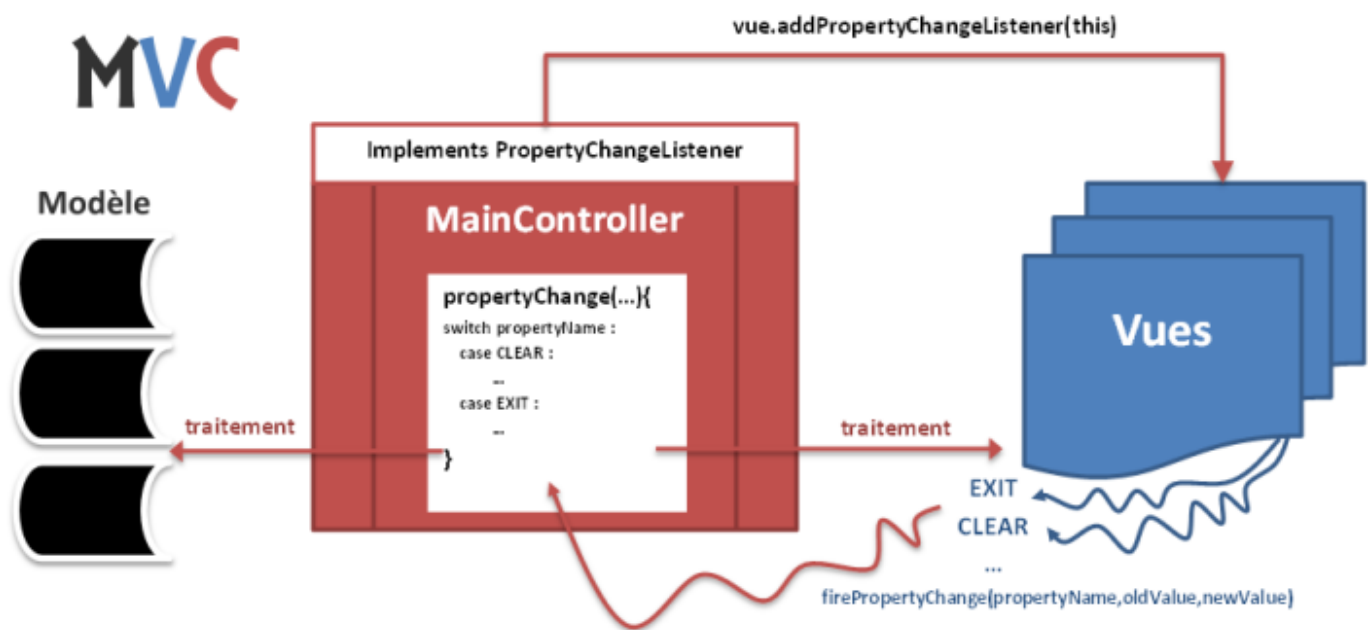 MVC
vue.addPropertyChangeListener(this)
Implements PropertyChangeListener
Modèle
MainController
propertyChange(...){
switch propertyName :
case CLEAR :
...
case EXIT :
...
}
traitement
traitement
Vues
EXIT
CLEAR
...
firePropertyChange(propertyName,oldValue,newValue)